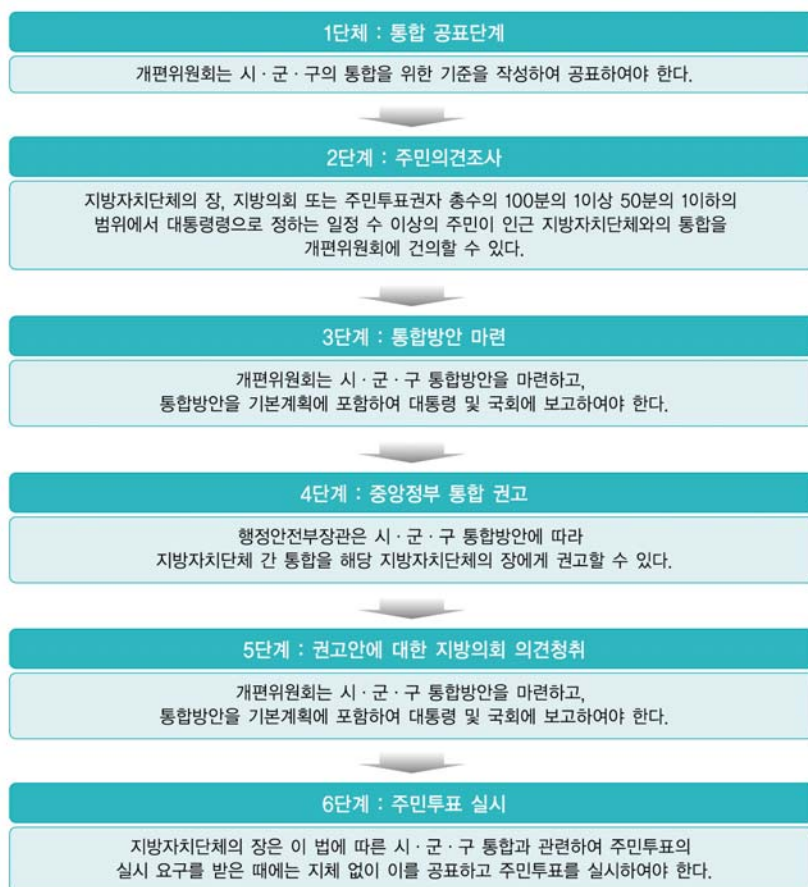 1단체 : 통합 공표단계
개편위원회는 시 · 군 · 구의 통합을 위한 기준을 작성하여 공표하여야 한다.
2단계 : 주민의견조사
지방자치단체의 장, 지방의회 또는 주민투표권자 총수의 100분의 1이상 50분의 1이하의
범위에서 대통령령으로 정하는 일정 수 이상의 주민이 인근 지방자치단체와의 통합을
개편위원회에 건의할 수 있다.
3단계 : 통합방안 마련
개편위원회는 시 · 군 · 구 통합방안을 마련하고,
통합방안을 기본계획에 포함하여 대통령 및 국회에 보고하여야 한다.
4단계 : 중앙정부 통합 권고
행정안전부장관은 시 · 군 · 구 통합방안에 따라
지방자치단체 간 통합을 해당 지방자치단체의 장에게 권고할 수 있다.
5단계 : 권고안에 대한 지방의회 의견청취
개편위원회는 시 · 군 · 구 통합방안을 마련하고,
통합방안을 기본계획에 포함하여 대통령 및 국회에 보고하여야 한다.
6단계 : 주민투표 실시
지방자치단체의 장은 이 법에 따른 시 · 군 · 구 통합과 관련하여 주민투표의
실시 요구를 받은 때에는 지체 없이 이를 공표하고 주민투표를 실시하여야 한다.